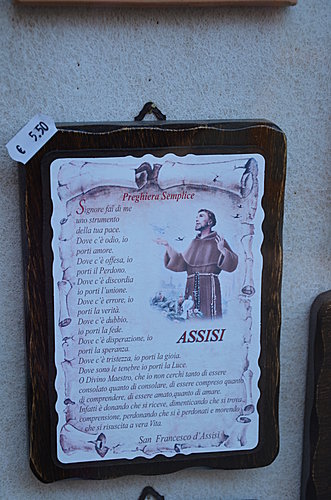 € 5,50
Preghiera Semplice
Signore fa' di me
uno strumento
della tua pace.
Dove c'è odio, io
porti amore.
Dove c'è offesa, io
porti il Perdono.
Dove c'è discordia
io porti l'unione.
Dove c'è errore, io
porti la verità.
Dove c'è dubbio,
io porti la fede.
Dove c'è disperazione, io
porti la speranza.
Dove c'è tristezza, io porti la gioia.
Dove sono le tenebre io porti la Luce.
O Divino Maestro, che io non cerchi tanto di essere
consolato quanto di consolare, di essere compreso quanto
di comprendere, di essere amato,quanto di amare.
Infatti è donando che si riceve, dimenticando che si trova
comprensione, perdonando che si è perdonati e morendo
che si risuscita a vera Vita.
San Francesco d'Assisi
ASSISI